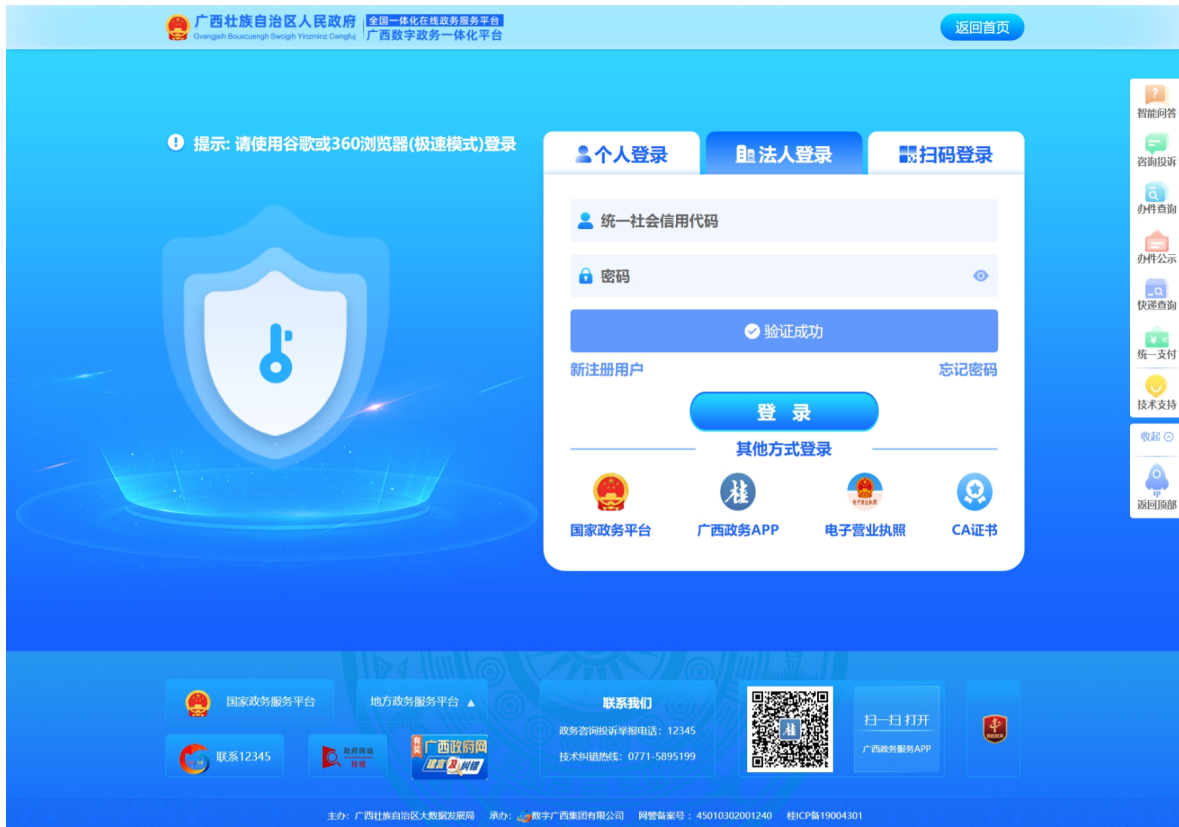 广西壮族自治区人民政府
Gvangjsih Bouxcuengh Swcigih Yinzminz Cwngfuj
全国一体化在线政务服务平台
广西数字政务一体化平台
返回首页
提示: 请使用谷歌或360浏览器(极速模式)登录
个人登录
法人登录
扫码登录
统一社会信用代码
密码
验证成功
新注册用户
忘记密码
登 录
其他方式登录
国家政务平台
广西政务APP
电子营业执照
CA证书
智能问答
咨询投诉
办件查询
办件公示
快递查询
统一支付
技术支持
收起
返回顶部
国家政务服务平台
地方政务服务平台
联系12345
政府网站
找错
有奖
广西政府网
建言及纠错
联系我们
政务咨询投诉举报电话：12345
技术纠错热线：0771-5895199
桂
扫一扫 打开
广西政务服务APP
主办：广西壮族自治区大数据发展局 承办：数字广西集团有限公司 网警备案号：45010302001240 桂ICP备19004301